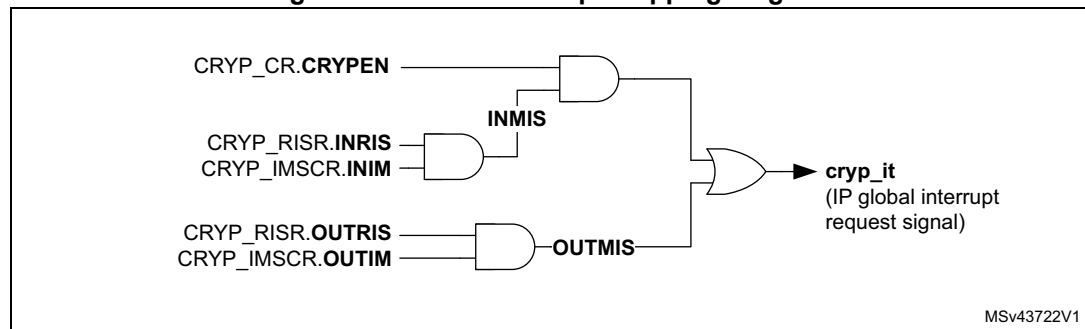 CRYP_CR.CRYPEN
INMIS
CRYP_RISR.INRIS
CRYP_IMSCR.INIM
cryp_it
(IP global interrupt
request signal)
CRYP_RISR.OUTRIS
CRYP_IMSCR.OUTIM
OUTMIS
MSv43722V1